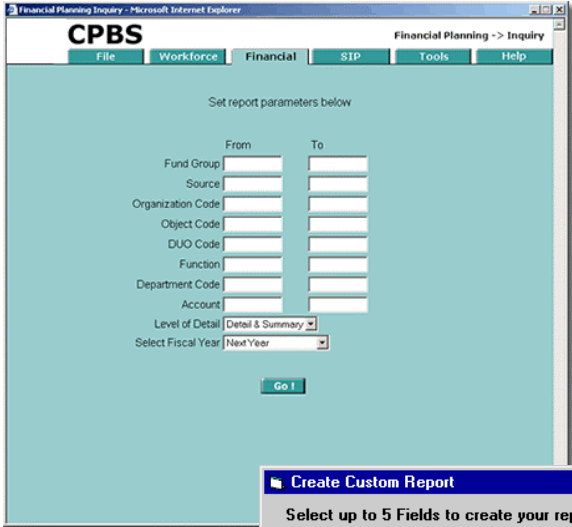 Financial Planning Inquiry - Microsoft Internet Explorer
CPBS
Financial Planning -> Inquiry
File Workforce Financial SIP Tools Help
Set report parameters below
From To
Fund Group
Source
Organization Code
Object Code
DUO Code
Function
Department Code
Account
Level of Detail Detail & Summary
Select Fiscal Year Next Year
Go !
Create Custom Report
Select up to 5 Fields to create your rep